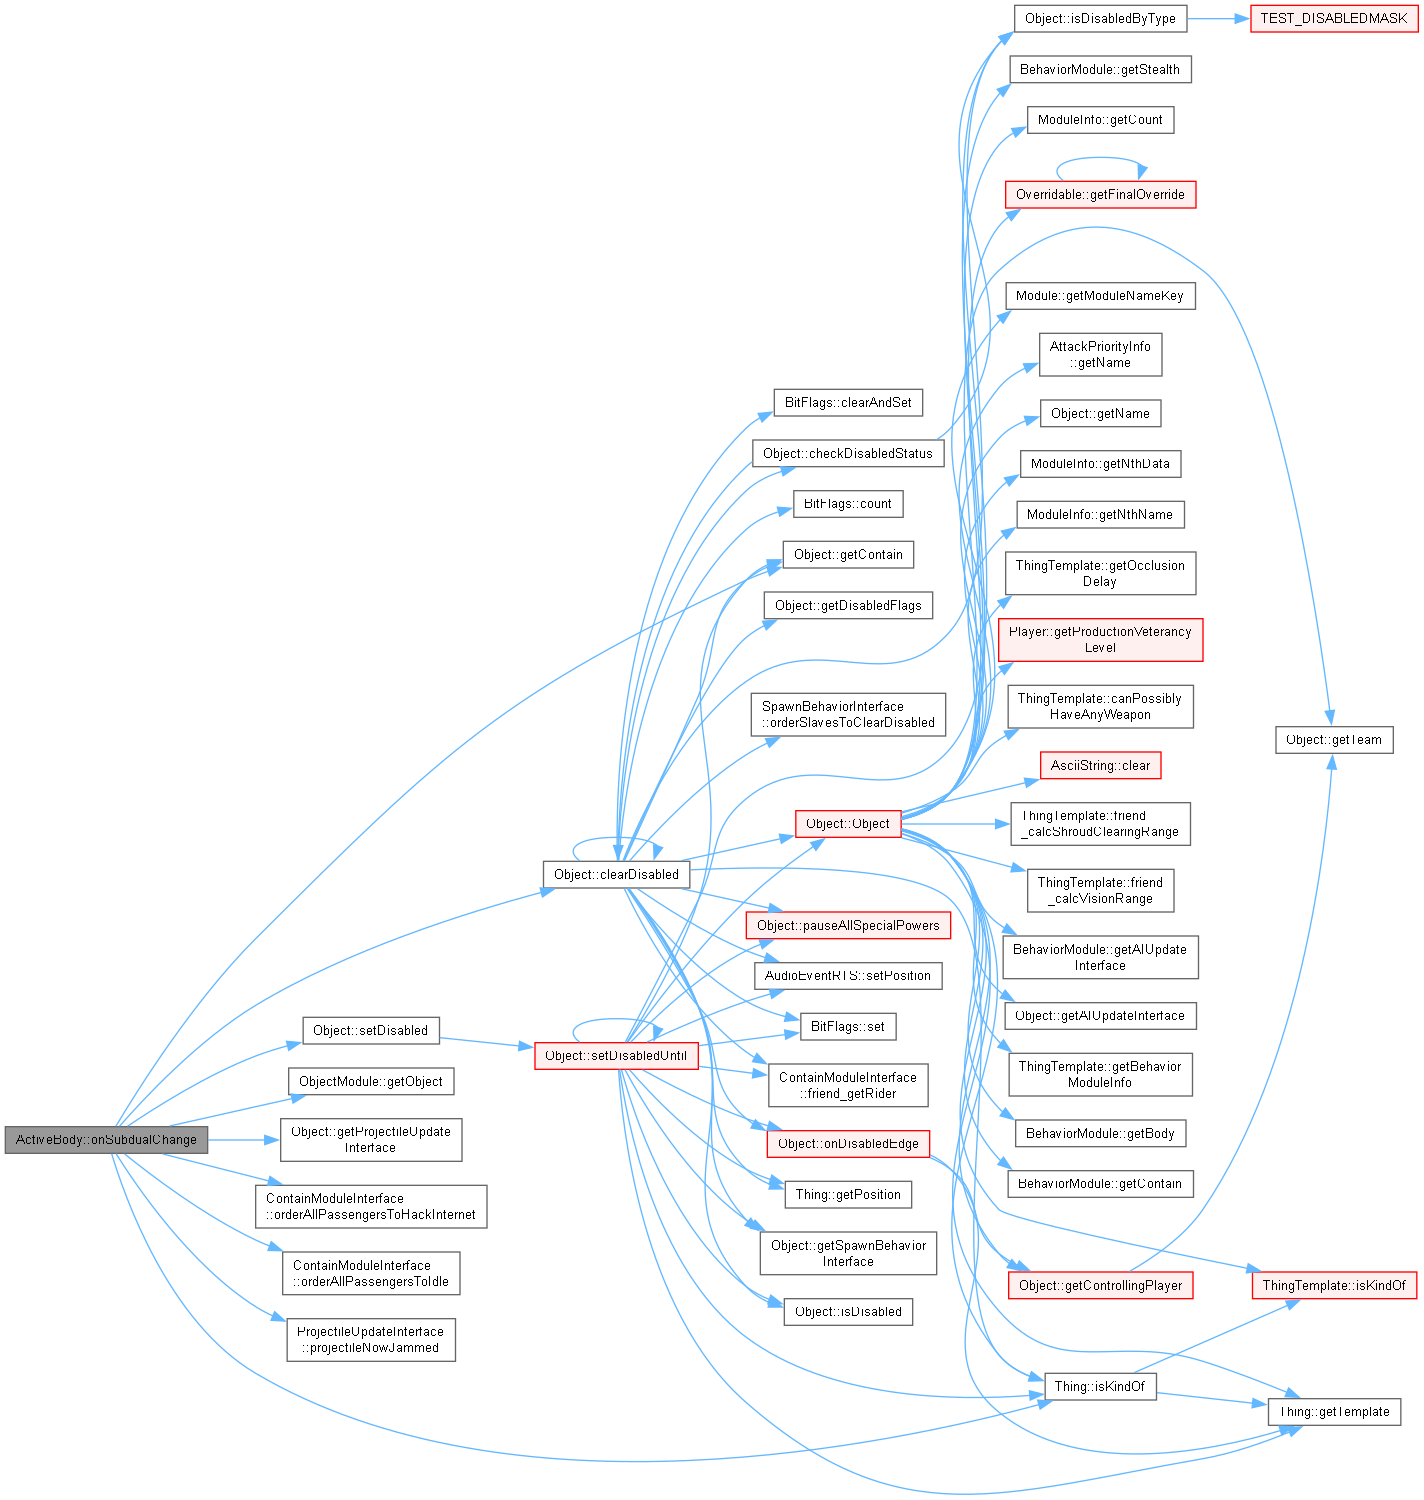 Object::isDisabledByType
TEST_DISABLEDMASK
BehaviorModule::getStealth
ModuleInfo::getCount
Overridable::getFinalOverride
Module::getModuleNameKey
AttackPriorityInfo
::getName
BitFlags::clearAndSet
Object::getName
Object::checkDisabledStatus
ModuleInfo::getNthData
BitFlags::count
ModuleInfo::getNthName
Object::getContain
ThingTemplate::getOcclusion
Delay
Object::getDisabledFlags
Player::getProductionVeterancy
Level
SpawnBehaviorInterface
::orderSlavesToClearDisabled
ThingTemplate::canPossibly
HaveAnyWeapon
Object::getTeam
AsciiString::clear
Object::Object
ThingTemplate::friend
_calcShroudClearingRange
Object::clearDisabled
ThingTemplate::friend
_calcVisionRange
Object::pauseAllSpecialPowers
BehaviorModule::getAIUpdate
Interface
AudioEventRTS::setPosition
Object::getAIUpdateInterface
Object::setDisabled
BitFlags::set
Object::setDisabledUntil
ThingTemplate::getBehavior
ModuleInfo
ObjectModule::getObject
ContainModuleInterface
::friend_getRider
ActiveBody::onSubdualChange
Object::getProjectileUpdate
Interface
Object::onDisabledEdge
BehaviorModule::getBody
ContainModuleInterface
::orderAllPassengersToHackInternet
Thing::getPosition
BehaviorModule::getContain
Object::getSpawnBehavior
Interface
ContainModuleInterface
::orderAllPassengersToIdle
Object::getControllingPlayer
ThingTemplate::isKindOf
Object::isDisabled
ProjectileUpdateInterface
::projectileNowJammed
Thing::isKindOf
Thing::getTemplate